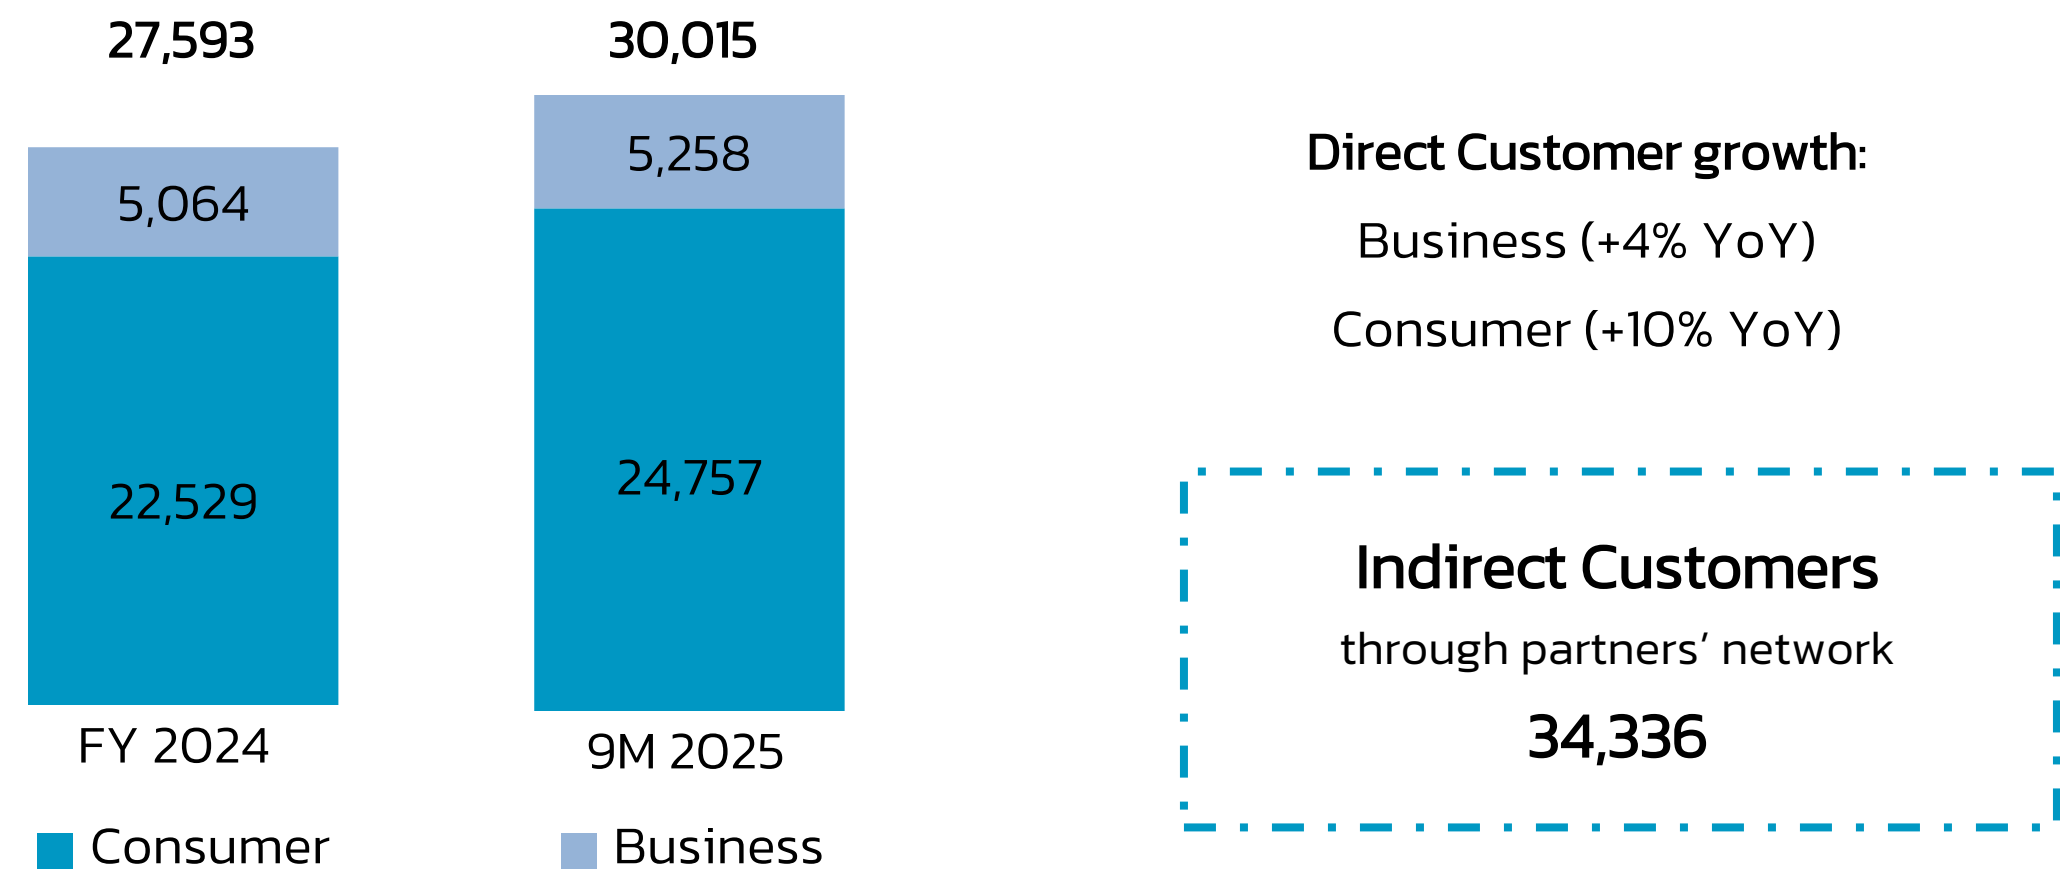 27,593
30,015
5,064
5,258
22,529
24,757
FY 2024
9M 2025
Consumer
Business
Direct Customer growth:
Business (+4% YoY)
Consumer (+10% YoY)
Indirect Customers
through partners’ network
34,336